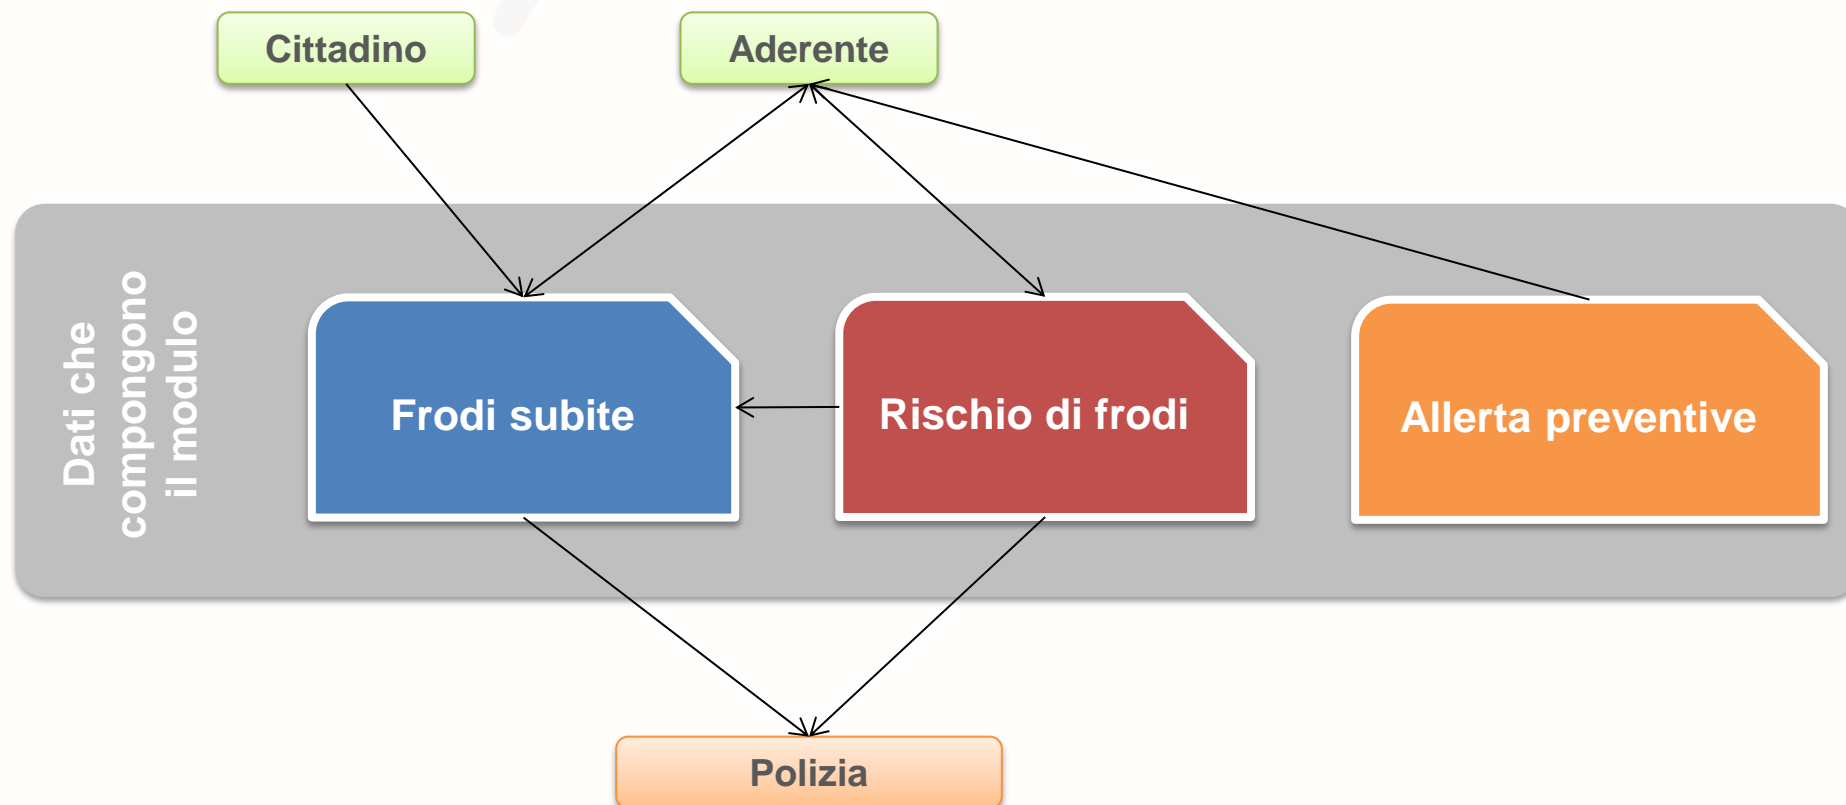 Cittadino
Aderente
Dati che
compongono
il modulo
Frodi subite
Rischio di frodi
Allerta preventive
Polizia